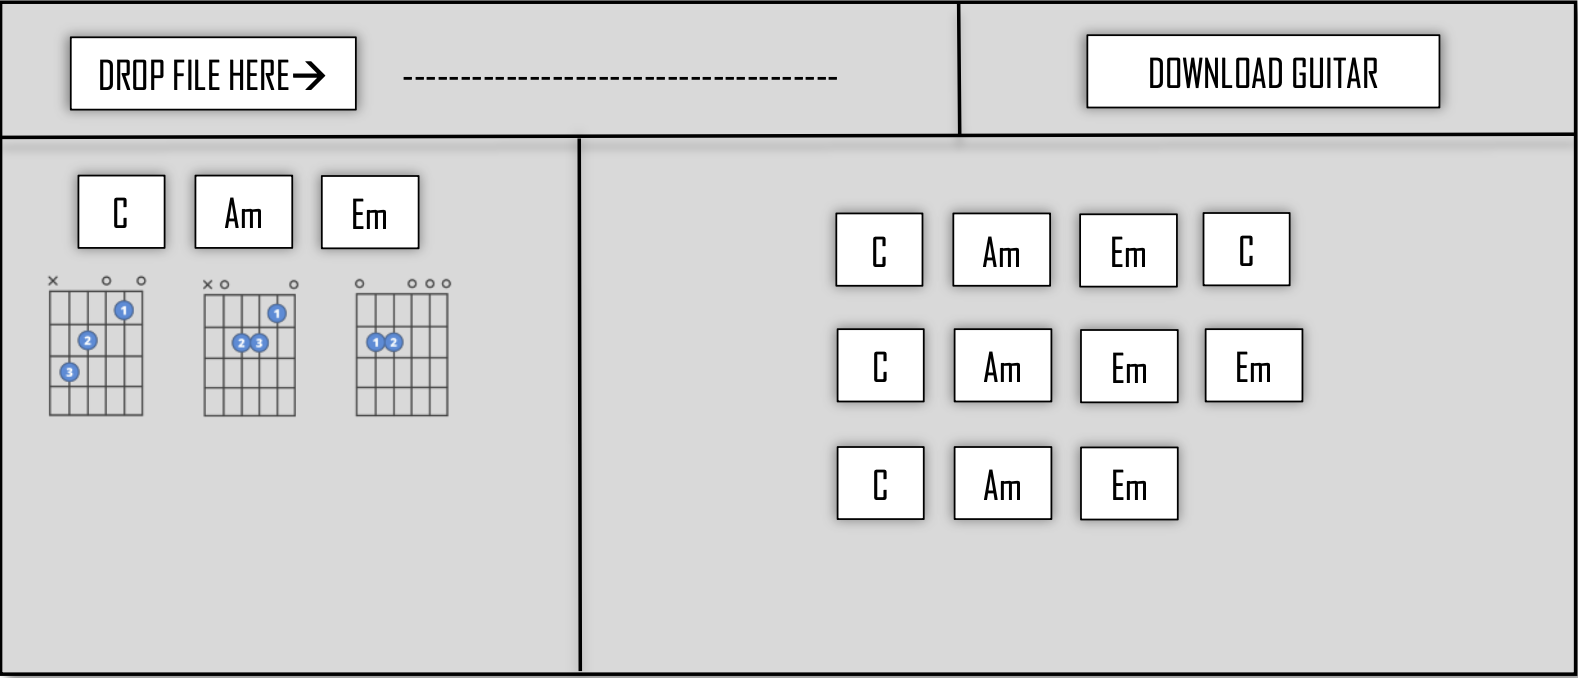 DROP FILE HERE→ ------------------------------------
DOWNLOAD GUITAR
C Am Em
x o o
x o o
o o o o
1
2
3
1
2 3
1 2
C Am Em C
C Am Em Em
C Am Em